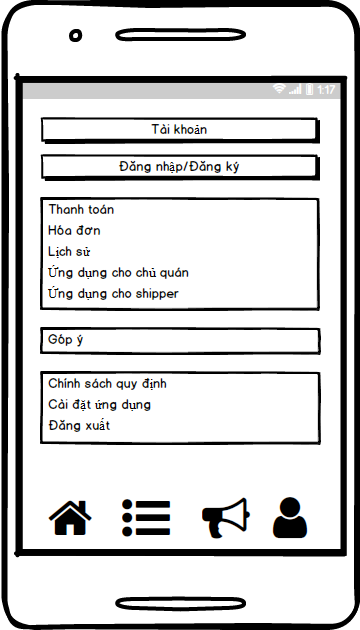 1:17
Tài khoản
Đăng nhập/Đăng ký
Thanh toán
Hóa đơn
Lịch sử
Ứng dụng cho chủ quán
Ứng dụng cho shipper
Góp ý
Chính sách quy định
Cài đặt ứng dụng
Đăng xuất